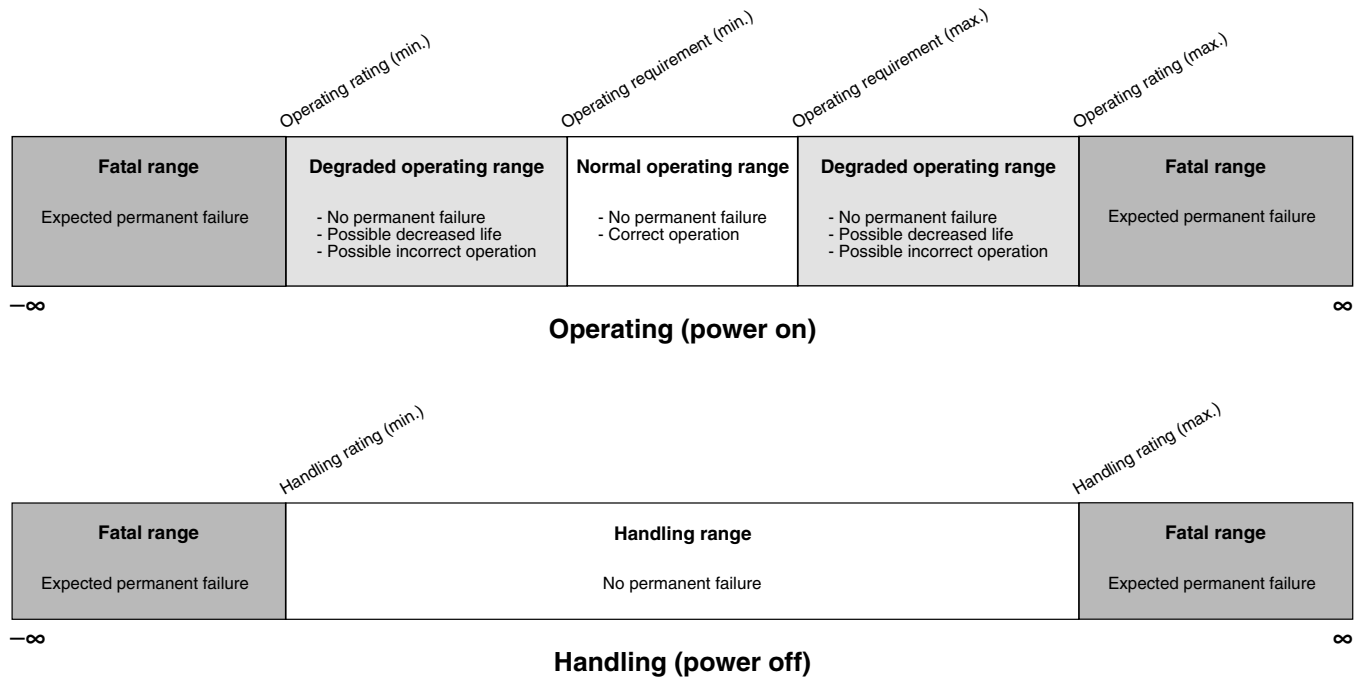 Operating rating (min.)
Operating requirement (min.)
Operating requirement (max.)
Operating rating (max.)
Fatal range
Expected permanent failure
Degraded operating range
- No permanent failure
- Possible decreased life
- Possible incorrect operation
Normal operating range
- No permanent failure
- Correct operation
Degraded operating range
- No permanent failure
- Possible decreased life
- Possible incorrect operation
Fatal range
Expected permanent failure
–∞
∞
Operating (power on)
Handling rating (min.)
Handling rating (max.)
Fatal range
Expected permanent failure
Handling range
No permanent failure
Fatal range
Expected permanent failure
–∞
∞
Handling (power off)